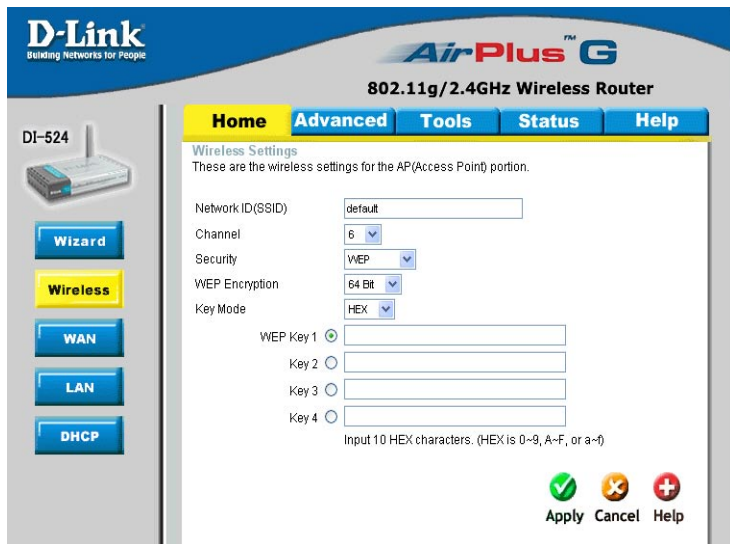 D-Link
Building Networks for People
AirPlus™ G
802.11g/2.4GHz Wireless Router
DI-524
Home Advanced Tools Status Help
Wireless Settings
These are the wireless settings for the AP(Access Point) portion.
Network ID(SSID) default
Channel 6
Security WEP
WEP Encryption 64 Bit
Key Mode HEX
WEP Key 1
Key 2
Key 3
Key 4
Input 10 HEX characters. (HEX is 0~9, A~F, or a~f)
Apply Cancel Help
Wizard
Wireless
WAN
LAN
DHCP